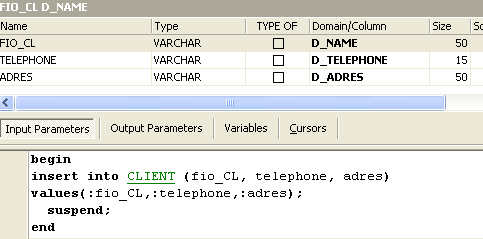 FIO_CL D_NAME
Name Type TYPE OF Domain/Column Size
FIO_CL VARCHAR D_NAME 50
TELEPHONE VARCHAR D_TELEPHONE 15
ADRES VARCHAR D_ADRES 50
Input Parameters Output Parameters Variables Cursors
begin
insert into CLIENT (fio_CL, telephone, adres)
values(:fio_CL,:telephone,:adres);
suspend;
end